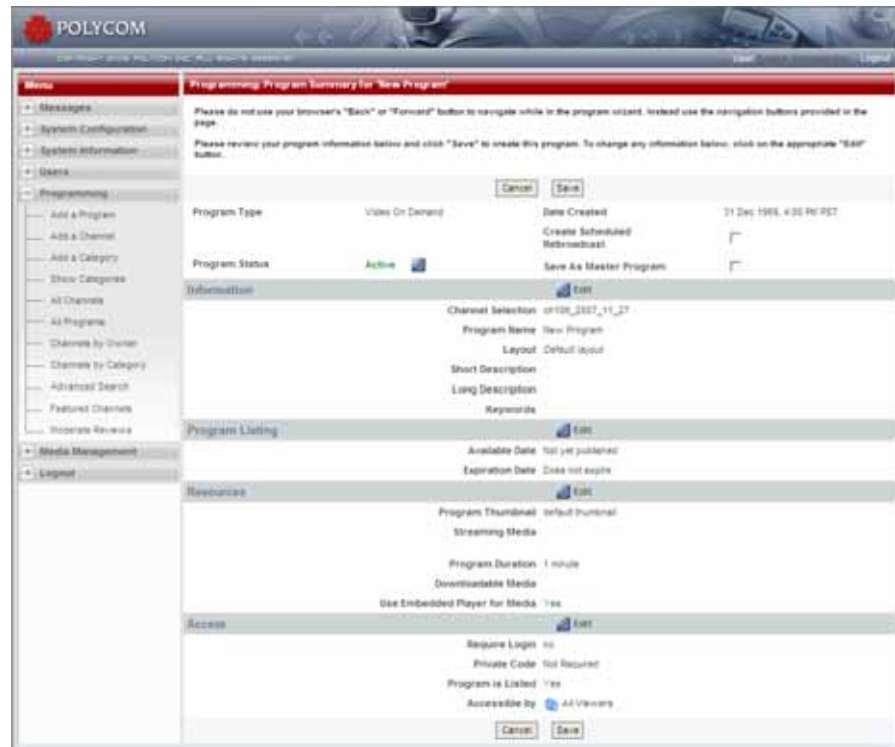 POLYCOM
User Logout
Menu
Programming: Program Summary for 'New Program'
+ Messages
+ System Configuration
+ System Information
+ Users
- Programming
Add a Program
Add a Channel
Add a Category
Show Categories
All Channels
All Programs
Channels by Owner
Channels by Category
Advanced Search
Featured Channels
Moderate Reviews
+ Media Management
+ Logout
Please do not use your browser's "Back" or "Forward" button to navigate while in the program wizard. Instead use the navigation buttons provided in the
page.
Please review your program information below and click "Save" to create this program. To change any information below, click on the appropriate "Edit"
button.
Cancel Save
Program Type Video On Demand Date Created 31 Dec 1969, 4:00 PM PST
Create Scheduled
Rebroadcast
Program Status Active Save As Master Program
Information Edit
Channel Selection ch106_2007_11_27
Program Name New Program
Layout Default layout
Short Description
Long Description
Keywords
Program Listing Edit
Available Date Not yet published
Expiration Date Does not expire
Resources Edit
Program Thumbnail default thumbnail
Streaming Media
Program Duration 1 minute
Downloadable Media
Use Embedded Player for Media Yes
Access Edit
Require Login no
Private Code Not Required
Program is Listed Yes
Accessible by All Viewers
Cancel Save